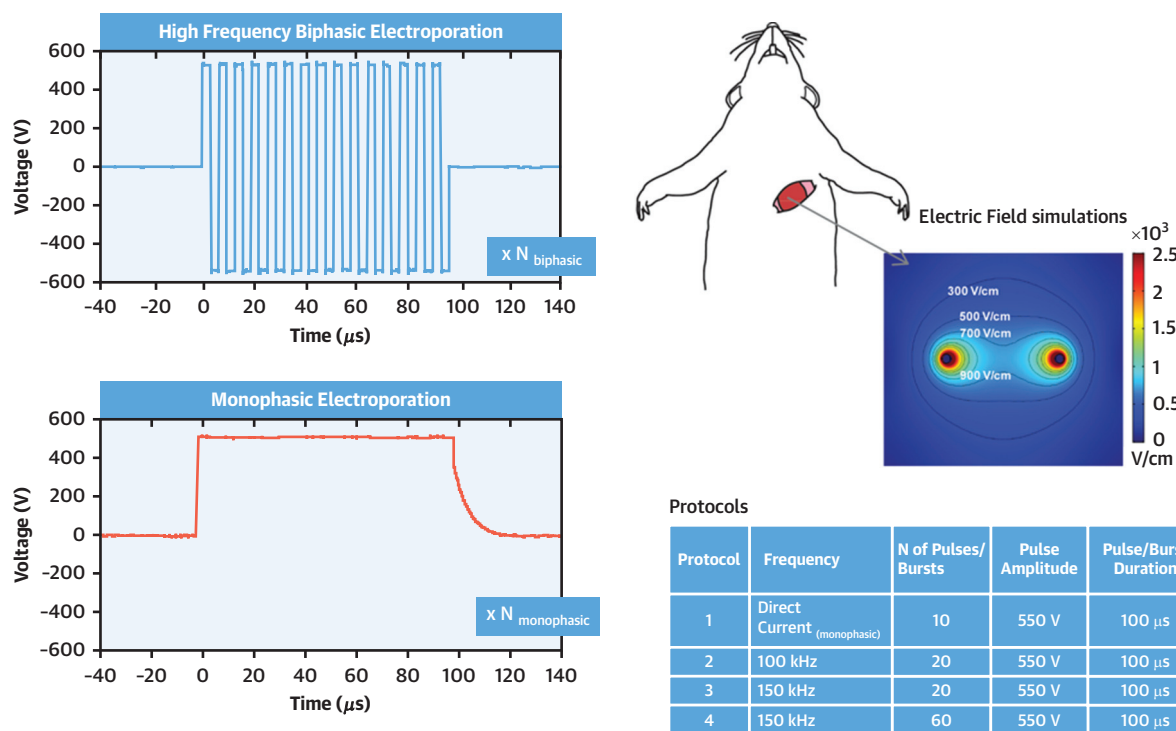 High Frequency Biphasic Electroporation
600
400
200
0
-200
-400
-600
Voltage (V)
x N biphasic
-40 -20 0 20 40 60 80 100 120 140
Time (μs)
Monophasic Electroporation
600
400
200
0
-200
-400
-600
Voltage (V)
x N monophasic
-40 -20 0 20 40 60 80 100 120 140
Time (μs)
Electric Field simulations
×10³
2.5
2
1.5
1
0.5
0
V/cm
300 V/cm
500 V/cm
700 V/cm
900 V/cm
Protocols
Protocol Frequency N of Pulses/ Bursts Pulse Amplitude Pulse/Burs Duration
1 Direct Current (monophasic) 10 550 V 100 μs
2 100 kHz 20 550 V 100 μs
3 150 kHz 20 550 V 100 μs
4 150 kHz 60 550 V 100 μs